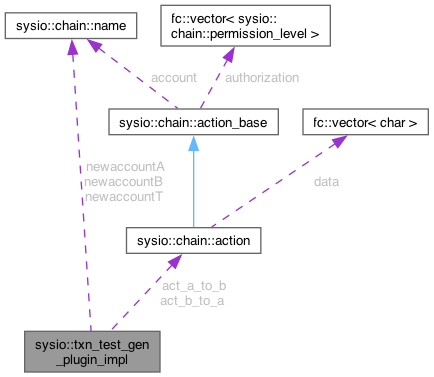 sysio::chain::name
fc::vector< sysio::
chain::permission_level >
account
authorization
sysio::chain::action_base
fc::vector< char >
newaccountA
newaccountB
newaccountT
data
sysio::chain::action
act_a_to_b
act_b_to_a
sysio::txn_test_gen
_plugin_impl